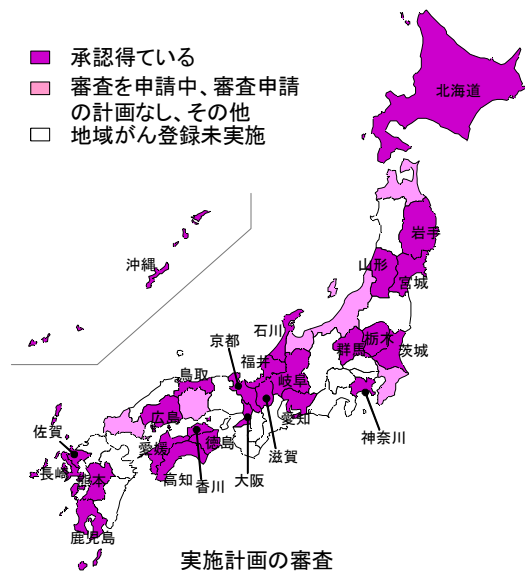 承認得ている
審査を申請中、審査申請
の計画なし、その他
地域がん登録未実施
北海道
岩手
沖縄
山形
宮城
石川
京都
群馬
栃木
茨城
福井
鳥取
岐阜
広島
佐賀
愛知
神奈川
愛媛
徳島
滋賀
長崎
熊本
高知
香川
大阪
鹿児島
実施計画の審査